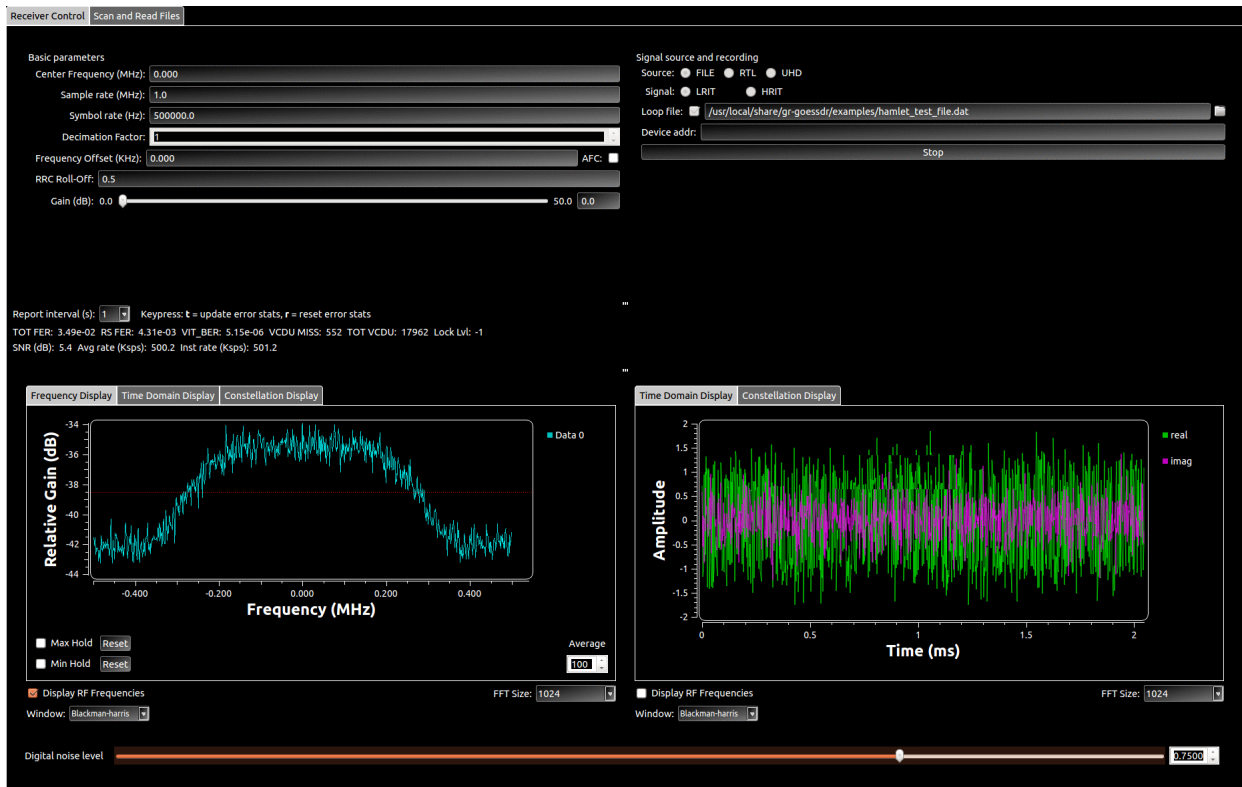 Receiver Control Scan and Read Files
Basic parameters
Center Frequency (MHz): 0.000
Sample rate (MHz): 1.0
Symbol rate (Hz): 500000.0
Decimation Factor: 1
Frequency Offset (KHz): 0.000 AFC:
RRC Roll-Off: 0.5
Gain (dB): 0.0 50.0 0.0
Signal source and recording
Source: FILE RTL UHD
Signal: LRIT HRIT
Loop file: /usr/local/share/gr-goessdr/examples/hamlet_test_file.dat
Device addr:
Stop
Report interval (s): 1 Keypress: t = update error stats, r = reset error stats
TOT FER: 3.49e-02 RS FER: 4.31e-03 VIT_BER: 5.15e-06 VCDU MISS: 552 TOT VCDU: 17962 Lock Lvl: -1
SNR (dB): 5.4 Avg rate (Ksps): 500.2 Inst rate (Ksps): 501.2
Frequency Display Time Domain Display Constellation Display
Relative Gain (dB)
-34
-36
-38
-40
-42
-44
-0.400 -0.200 0.000 0.200 0.400
Frequency (MHz)
Data 0
Max Hold Reset Average
Min Hold Reset 100
Display RF Frequencies FFT Size: 1024
Window: Blackman-harris
Time Domain Display Constellation Display
Amplitude
2
1.5
1
0.5
0
-0.5
-1
-1.5
-2
0 0.5 1 1.5 2
Time (ms)
real
imag
Display RF Frequencies FFT Size: 1024
Window: Blackman-harris
Digital noise level 0.7500